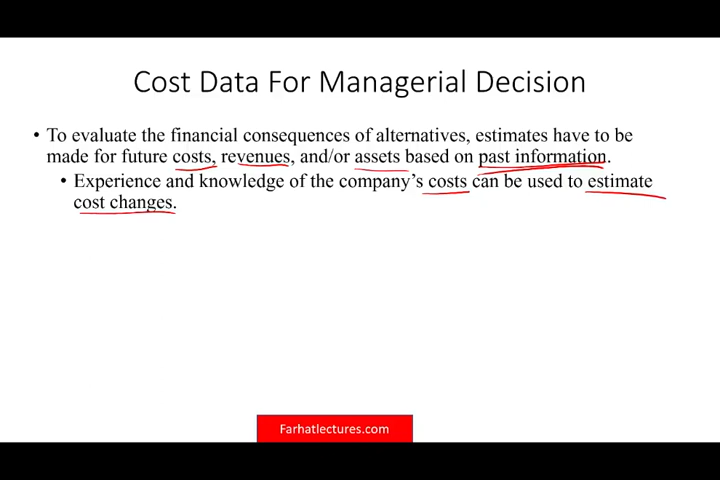 Cost Data For Managerial Decision
• To evaluate the financial consequences of alternatives, estimates have to be
made for future costs, revenues, and/or assets based on past information.
• Experience and knowledge of the company’s costs can be used to estimate
cost changes.
Farhatlectures.com